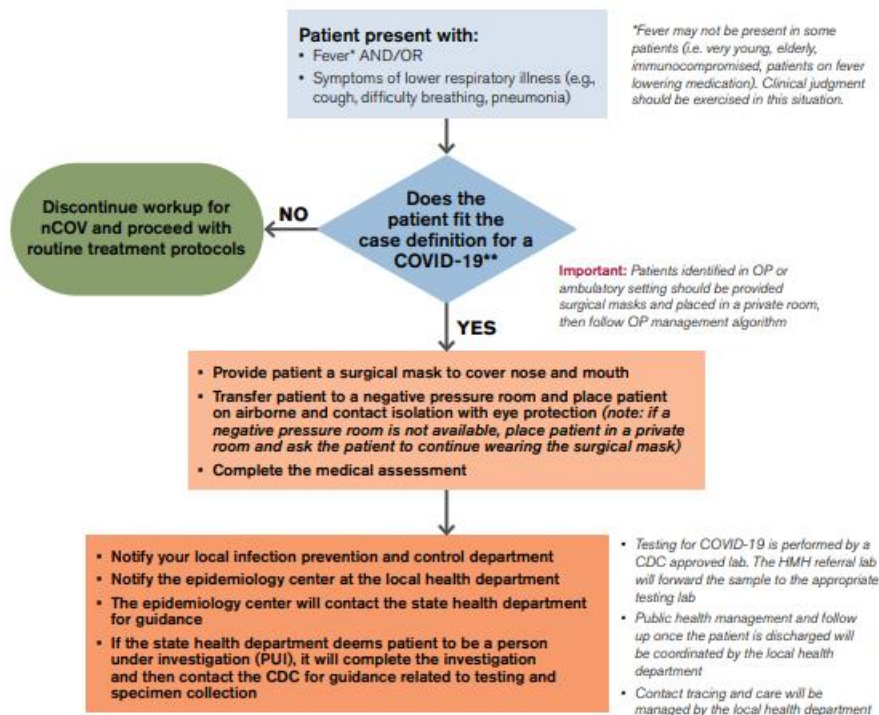 Patient present with:
• Fever* AND/OR
• Symptoms of lower respiratory illness (e.g.,
cough, difficulty breathing, pneumonia)
*Fever may not be present in some
patients (i.e. very young, elderly,
immunocompromised, patients on fever
lowering medication). Clinical judgment
should be exercised in this situation.
Does the
patient fit the
case definition for a
COVID-19**
NO
Discontinue workup for
nCOV and proceed with
routine treatment protocols
Important: Patients identified in OP or
ambulatory setting should be provided
surgical masks and placed in a private room,
then follow OP management algorithm
YES
▪ Provide patient a surgical mask to cover nose and mouth
▪ Transfer patient to a negative pressure room and place patient
on airborne and contact isolation with eye protection (note: if a
negative pressure room is not available, place patient in a private
room and ask the patient to continue wearing the surgical mask)
▪ Complete the medical assessment
▪ Notify your local infection prevention and control department
▪ Notify the epidemiology center at the local health department
▪ The epidemiology center will contact the state health department
for guidance
▪ If the state health department deems patient to be a person
under investigation (PUI), it will complete the investigation
and then contact the CDC for guidance related to testing and
specimen collection
• Testing for COVID-19 is performed by a
CDC approved lab. The HMH referral lab
will forward the sample to the appropriate
testing lab
• Public health management and follow
up once the patient is discharged will
be coordinated by the local health
department
• Contact tracing and care will be
managed by the local health department